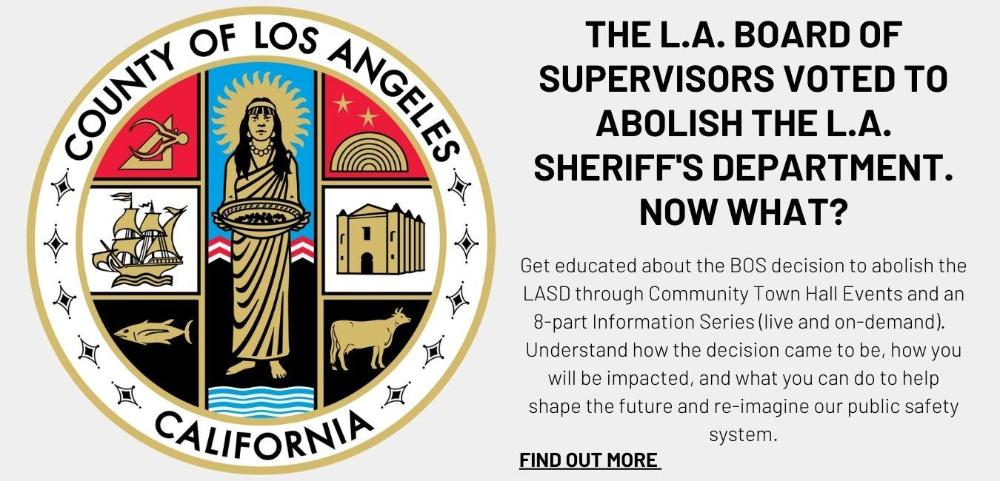 COUNTY OF LOS ANGELES
CALIFORNIA
THE L.A. BOARD OF
SUPERVISORS VOTED TO
ABOLISH THE L.A.
SHERIFF'S DEPARTMENT.
NOW WHAT?
Get educated about the BOS decision to abolish the
LASD through Community Town Hall Events and an
8-part Information Series (live and on-demand).
Understand how the decision came to be, how you
will be impacted, and what you can do to help
shape the future and re-imagine our public safety
system.
FIND OUT MORE